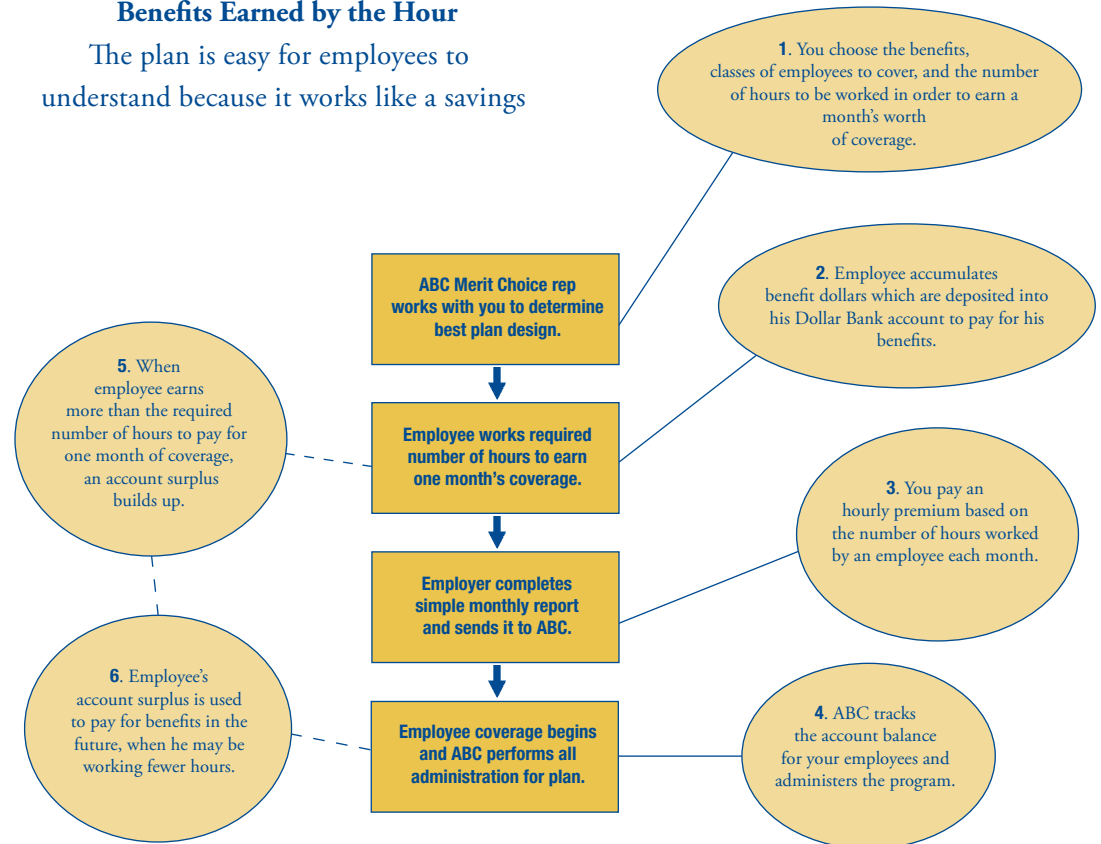 Benefits Earned by the Hour
The plan is easy for employees to
understand because it works like a savings
1. You choose the benefits,
classes of employees to cover, and the number
of hours to be worked in order to earn a
month's worth
of coverage.
ABC Merit Choice rep
works with you to determine
best plan design.
2. Employee accumulates
benefit dollars which are deposited into
his Dollar Bank account to pay for his
benefits.
5. When
employee earns
more than the required
number of hours to pay for
one month of coverage,
an account surplus
builds up.
Employee works required
number of hours to earn
one month's coverage.
3. You pay an
hourly premium based on
the number of hours worked
by an employee each month.
Employer completes
simple monthly report
and sends it to ABC.
6. Employee's
account surplus is used
to pay for benefits in the
future, when he may be
working fewer hours.
Employee coverage begins
and ABC performs all
administration for plan.
4. ABC tracks
the account balance
for your employees and
administers the program.